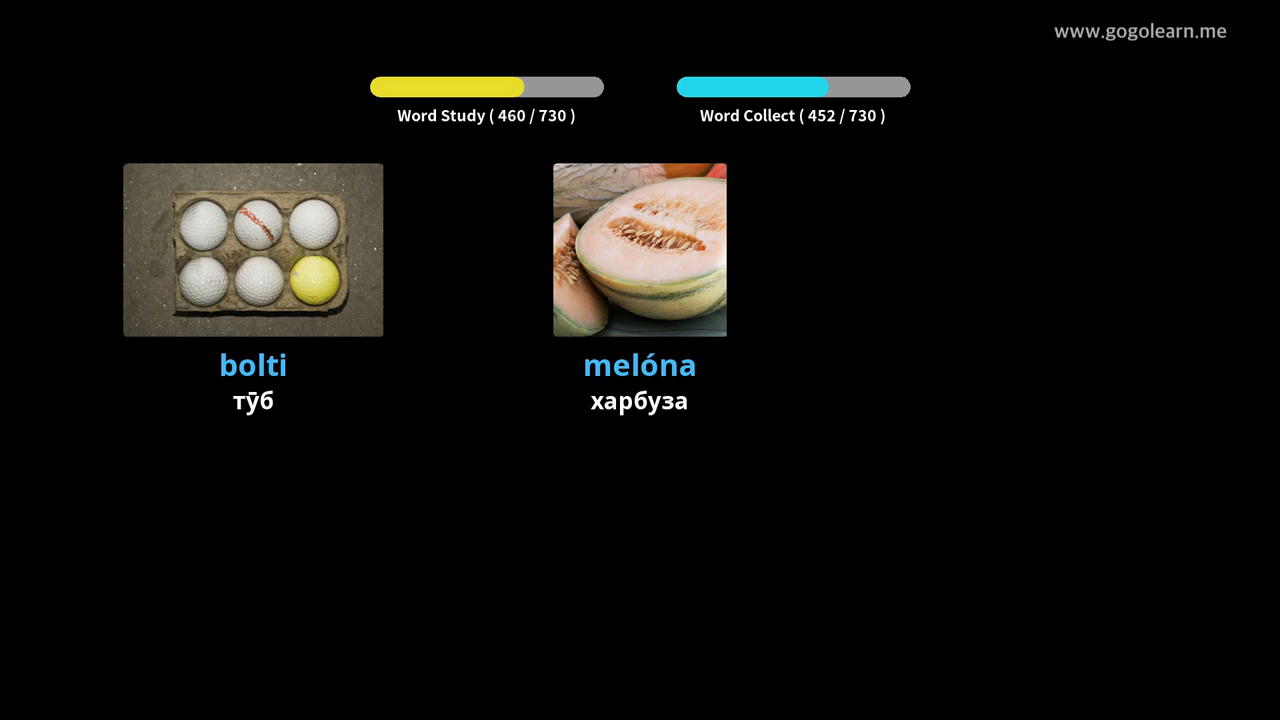 www.gogolearn.me
Word Study ( 460 / 730 )
Word Collect ( 452 / 730 )
bolti
тӯб
melóna
харбуза